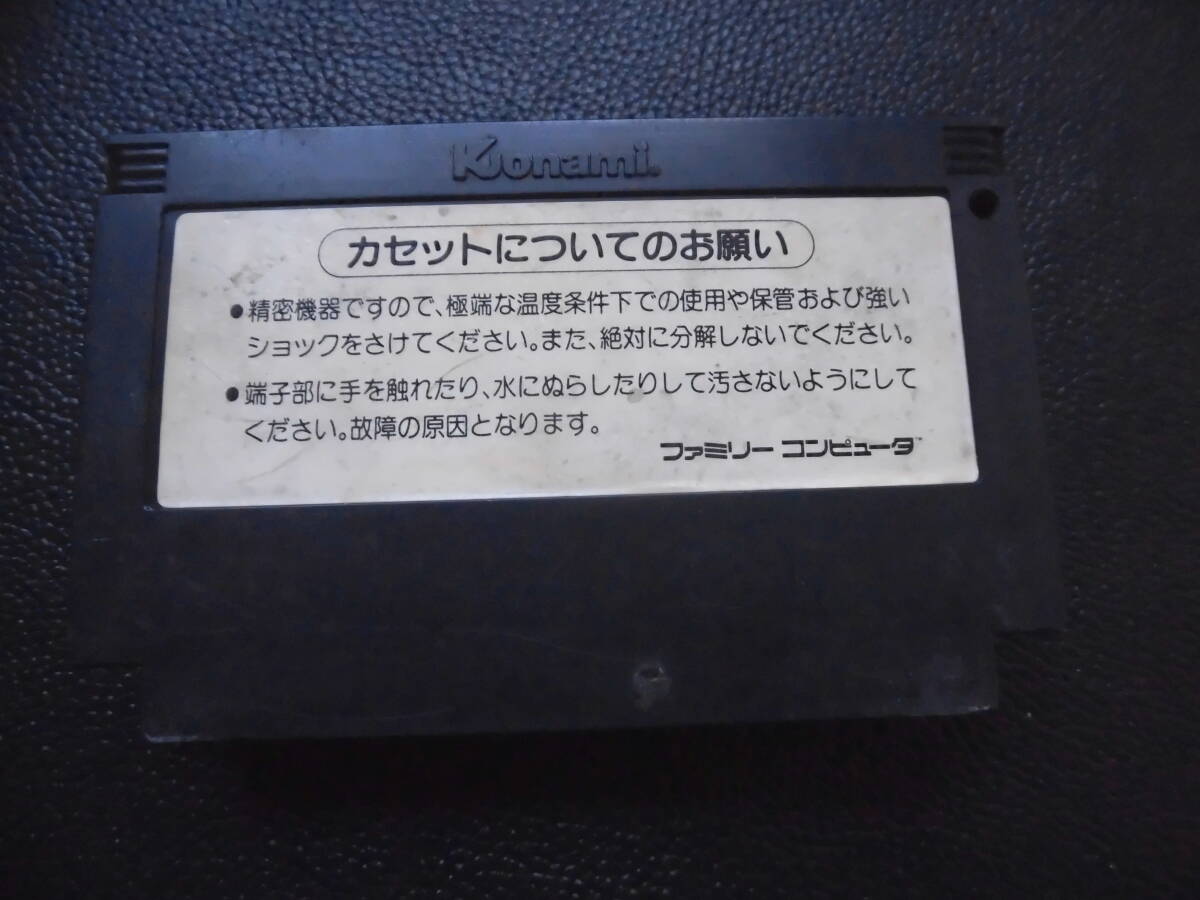 Konami.
カセットについてのお願い
●精密機器ですので、極端な温度条件下での使用や保管および強い
ショックをさけてください。また、絶対に分解しないでください。
●端子部に手を触れたり、水にぬらしたりして汚さないようにして
ください。故障の原因となります。
ファミリー コンピュータ™